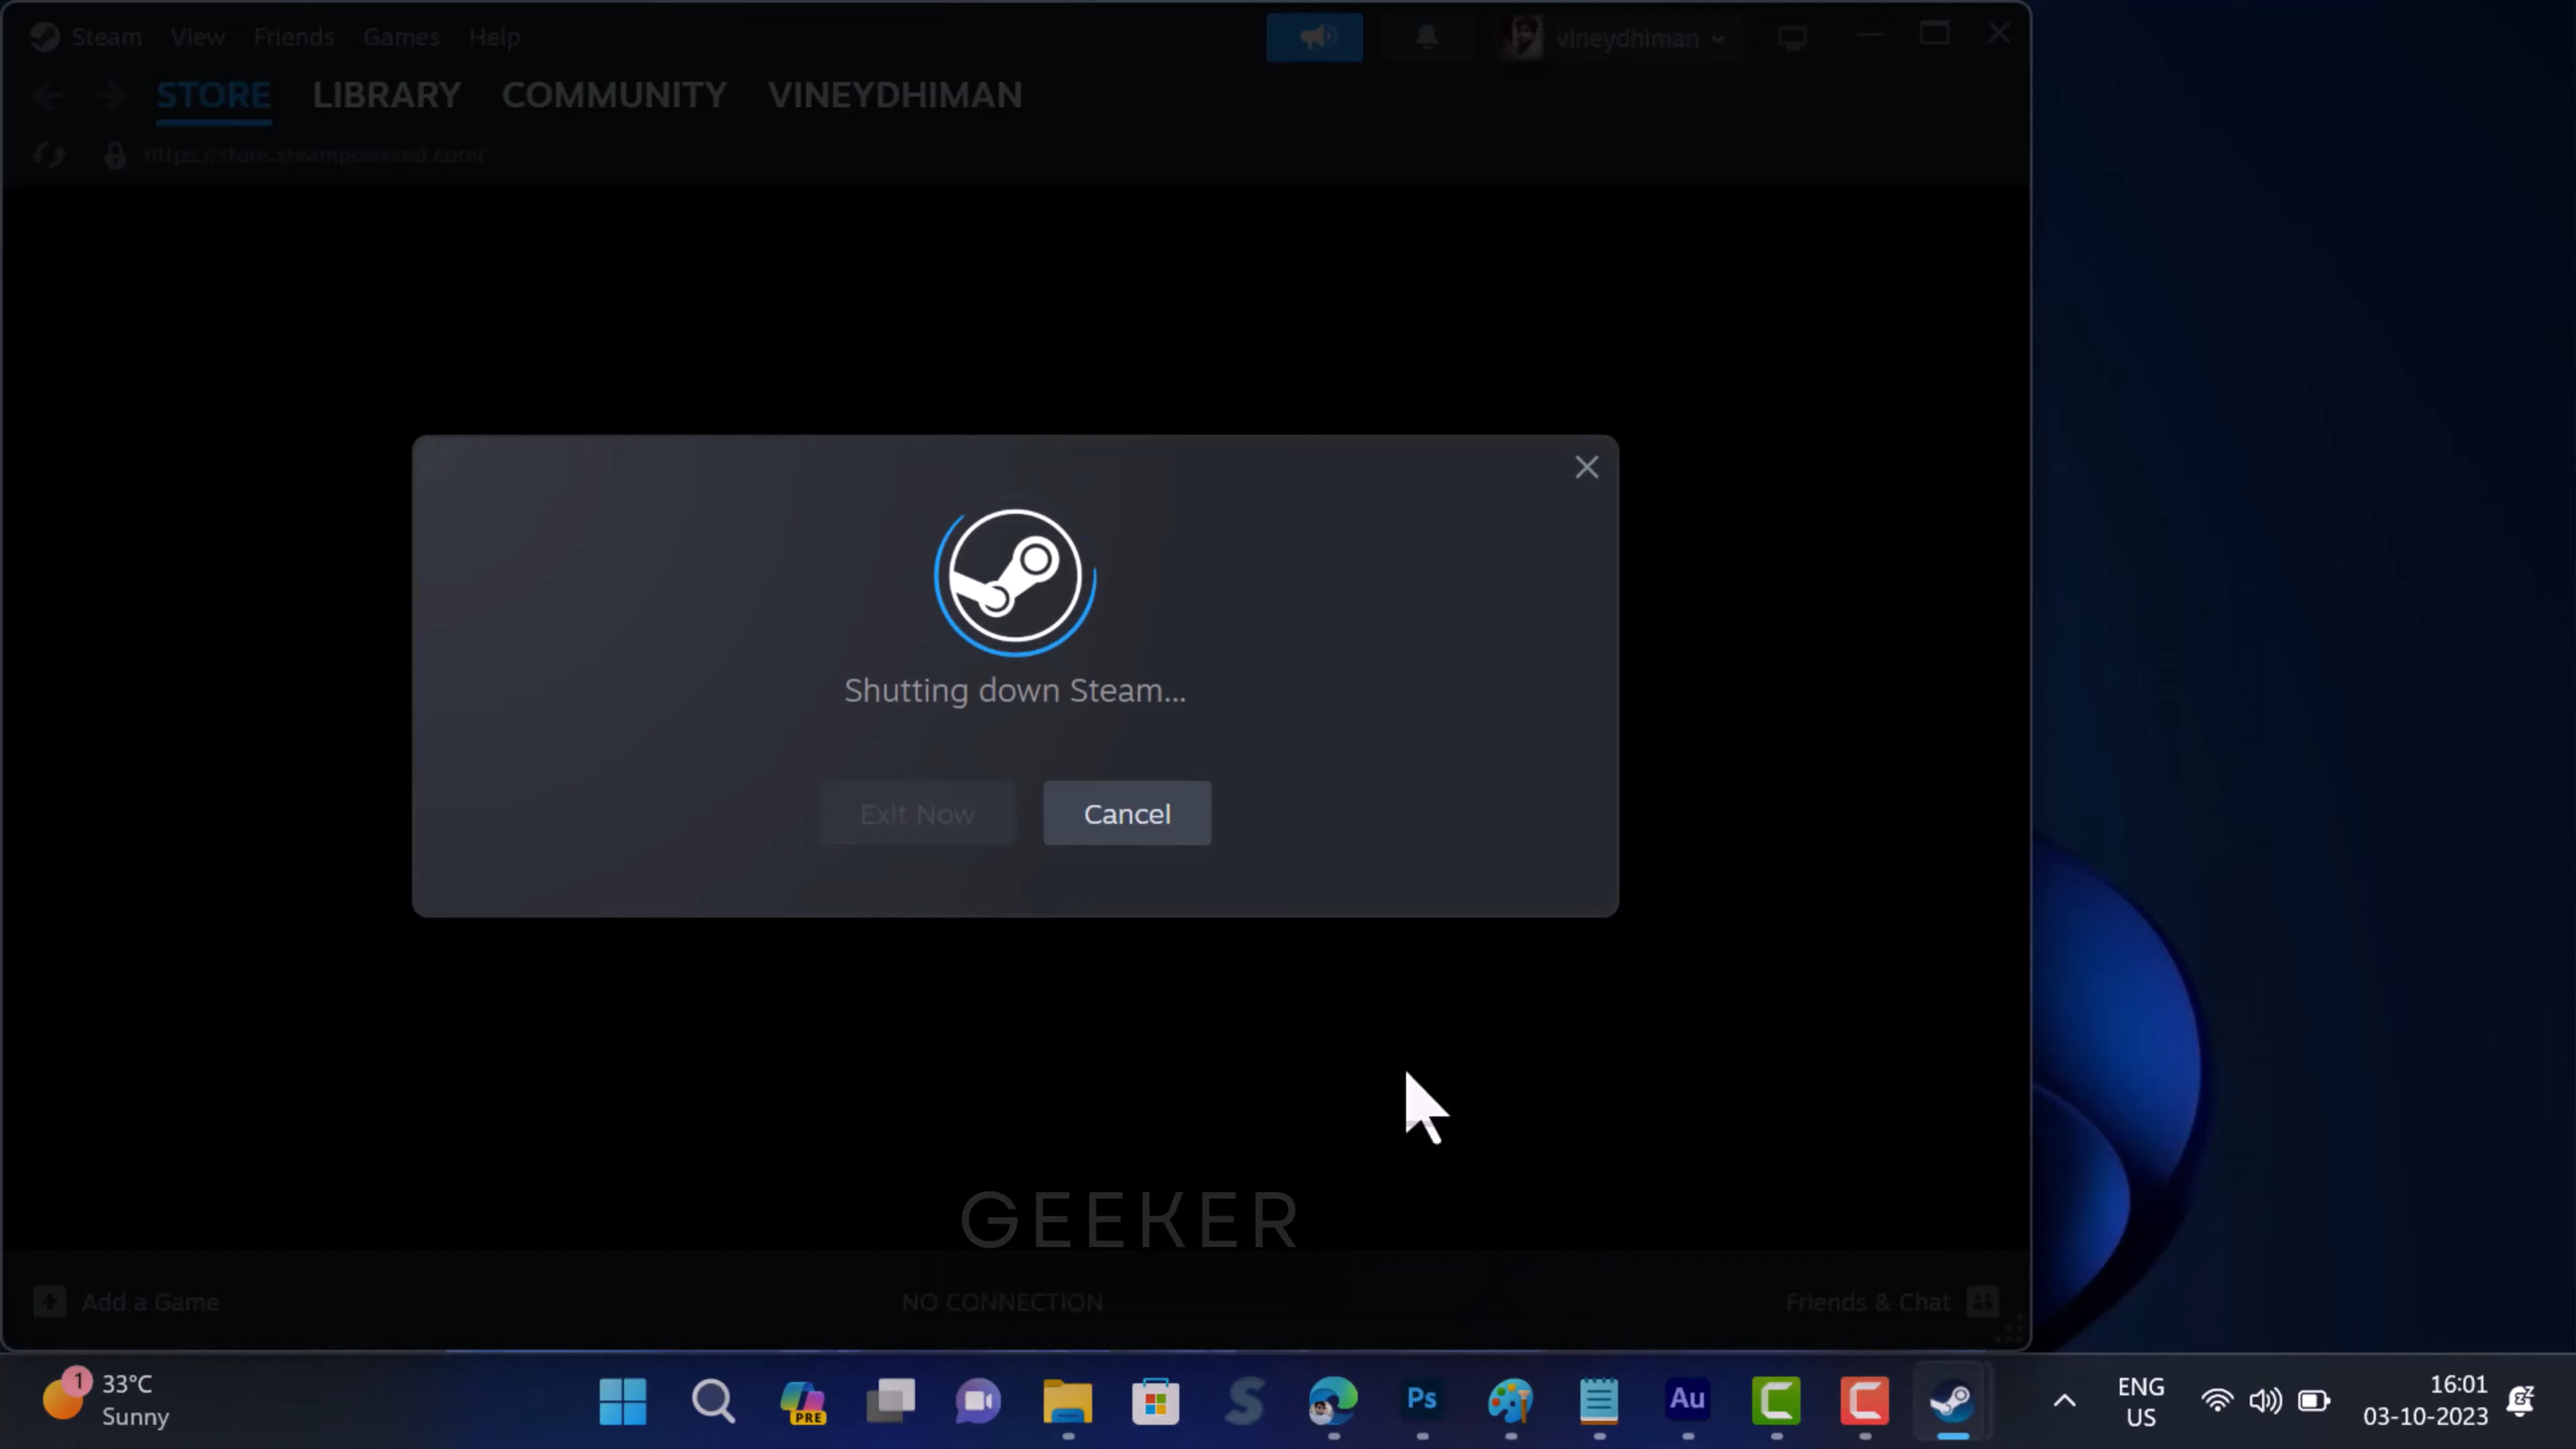 Steam View Friends Games Help
vineydhiman
STORE LIBRARY COMMUNITY VINEYDHIMAN
https://store.steampowered.com/
Shutting down Steam...
Exit Now Cancel
GEEKER
Add a Game NO CONNECTION Friends & Chat
1 33°C
Sunny
PRE
Ps
Au
ENG
US
16:01
03-10-2023